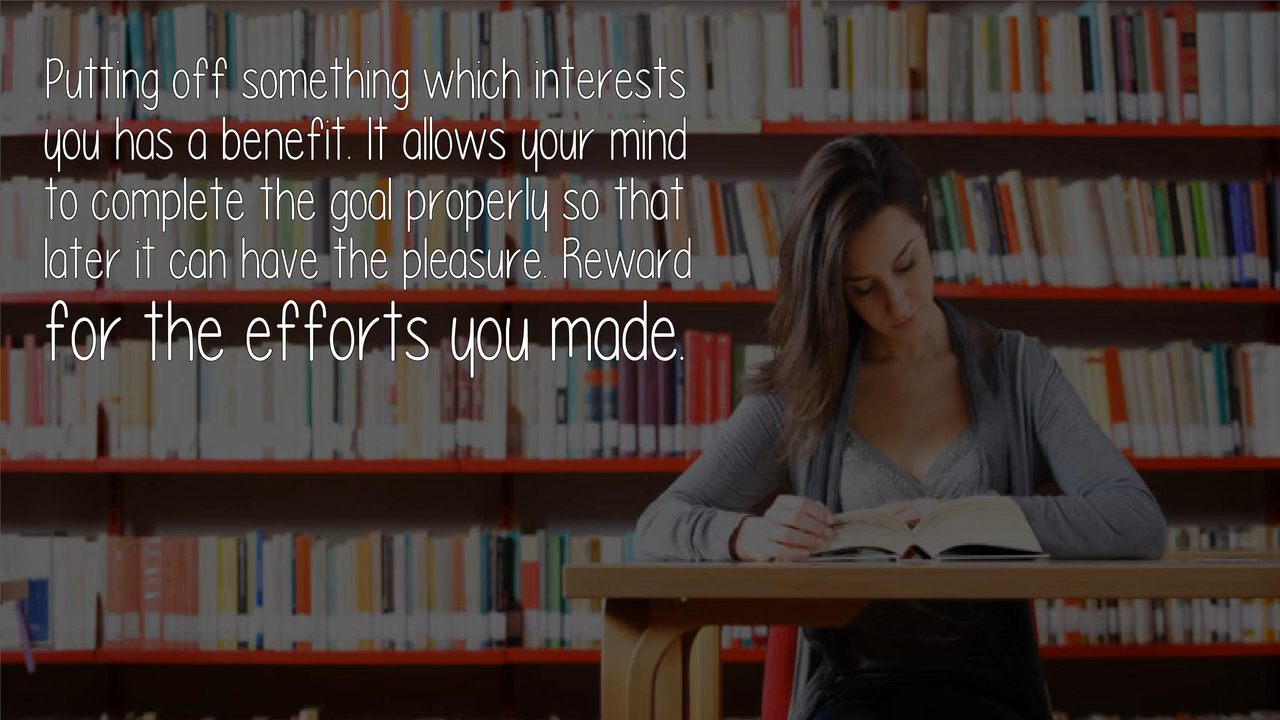 Putting off something which interests
you has a benefit. It allows your mind
to complete the goal properly so that
later it can have the pleasure. Reward
for the efforts you made.